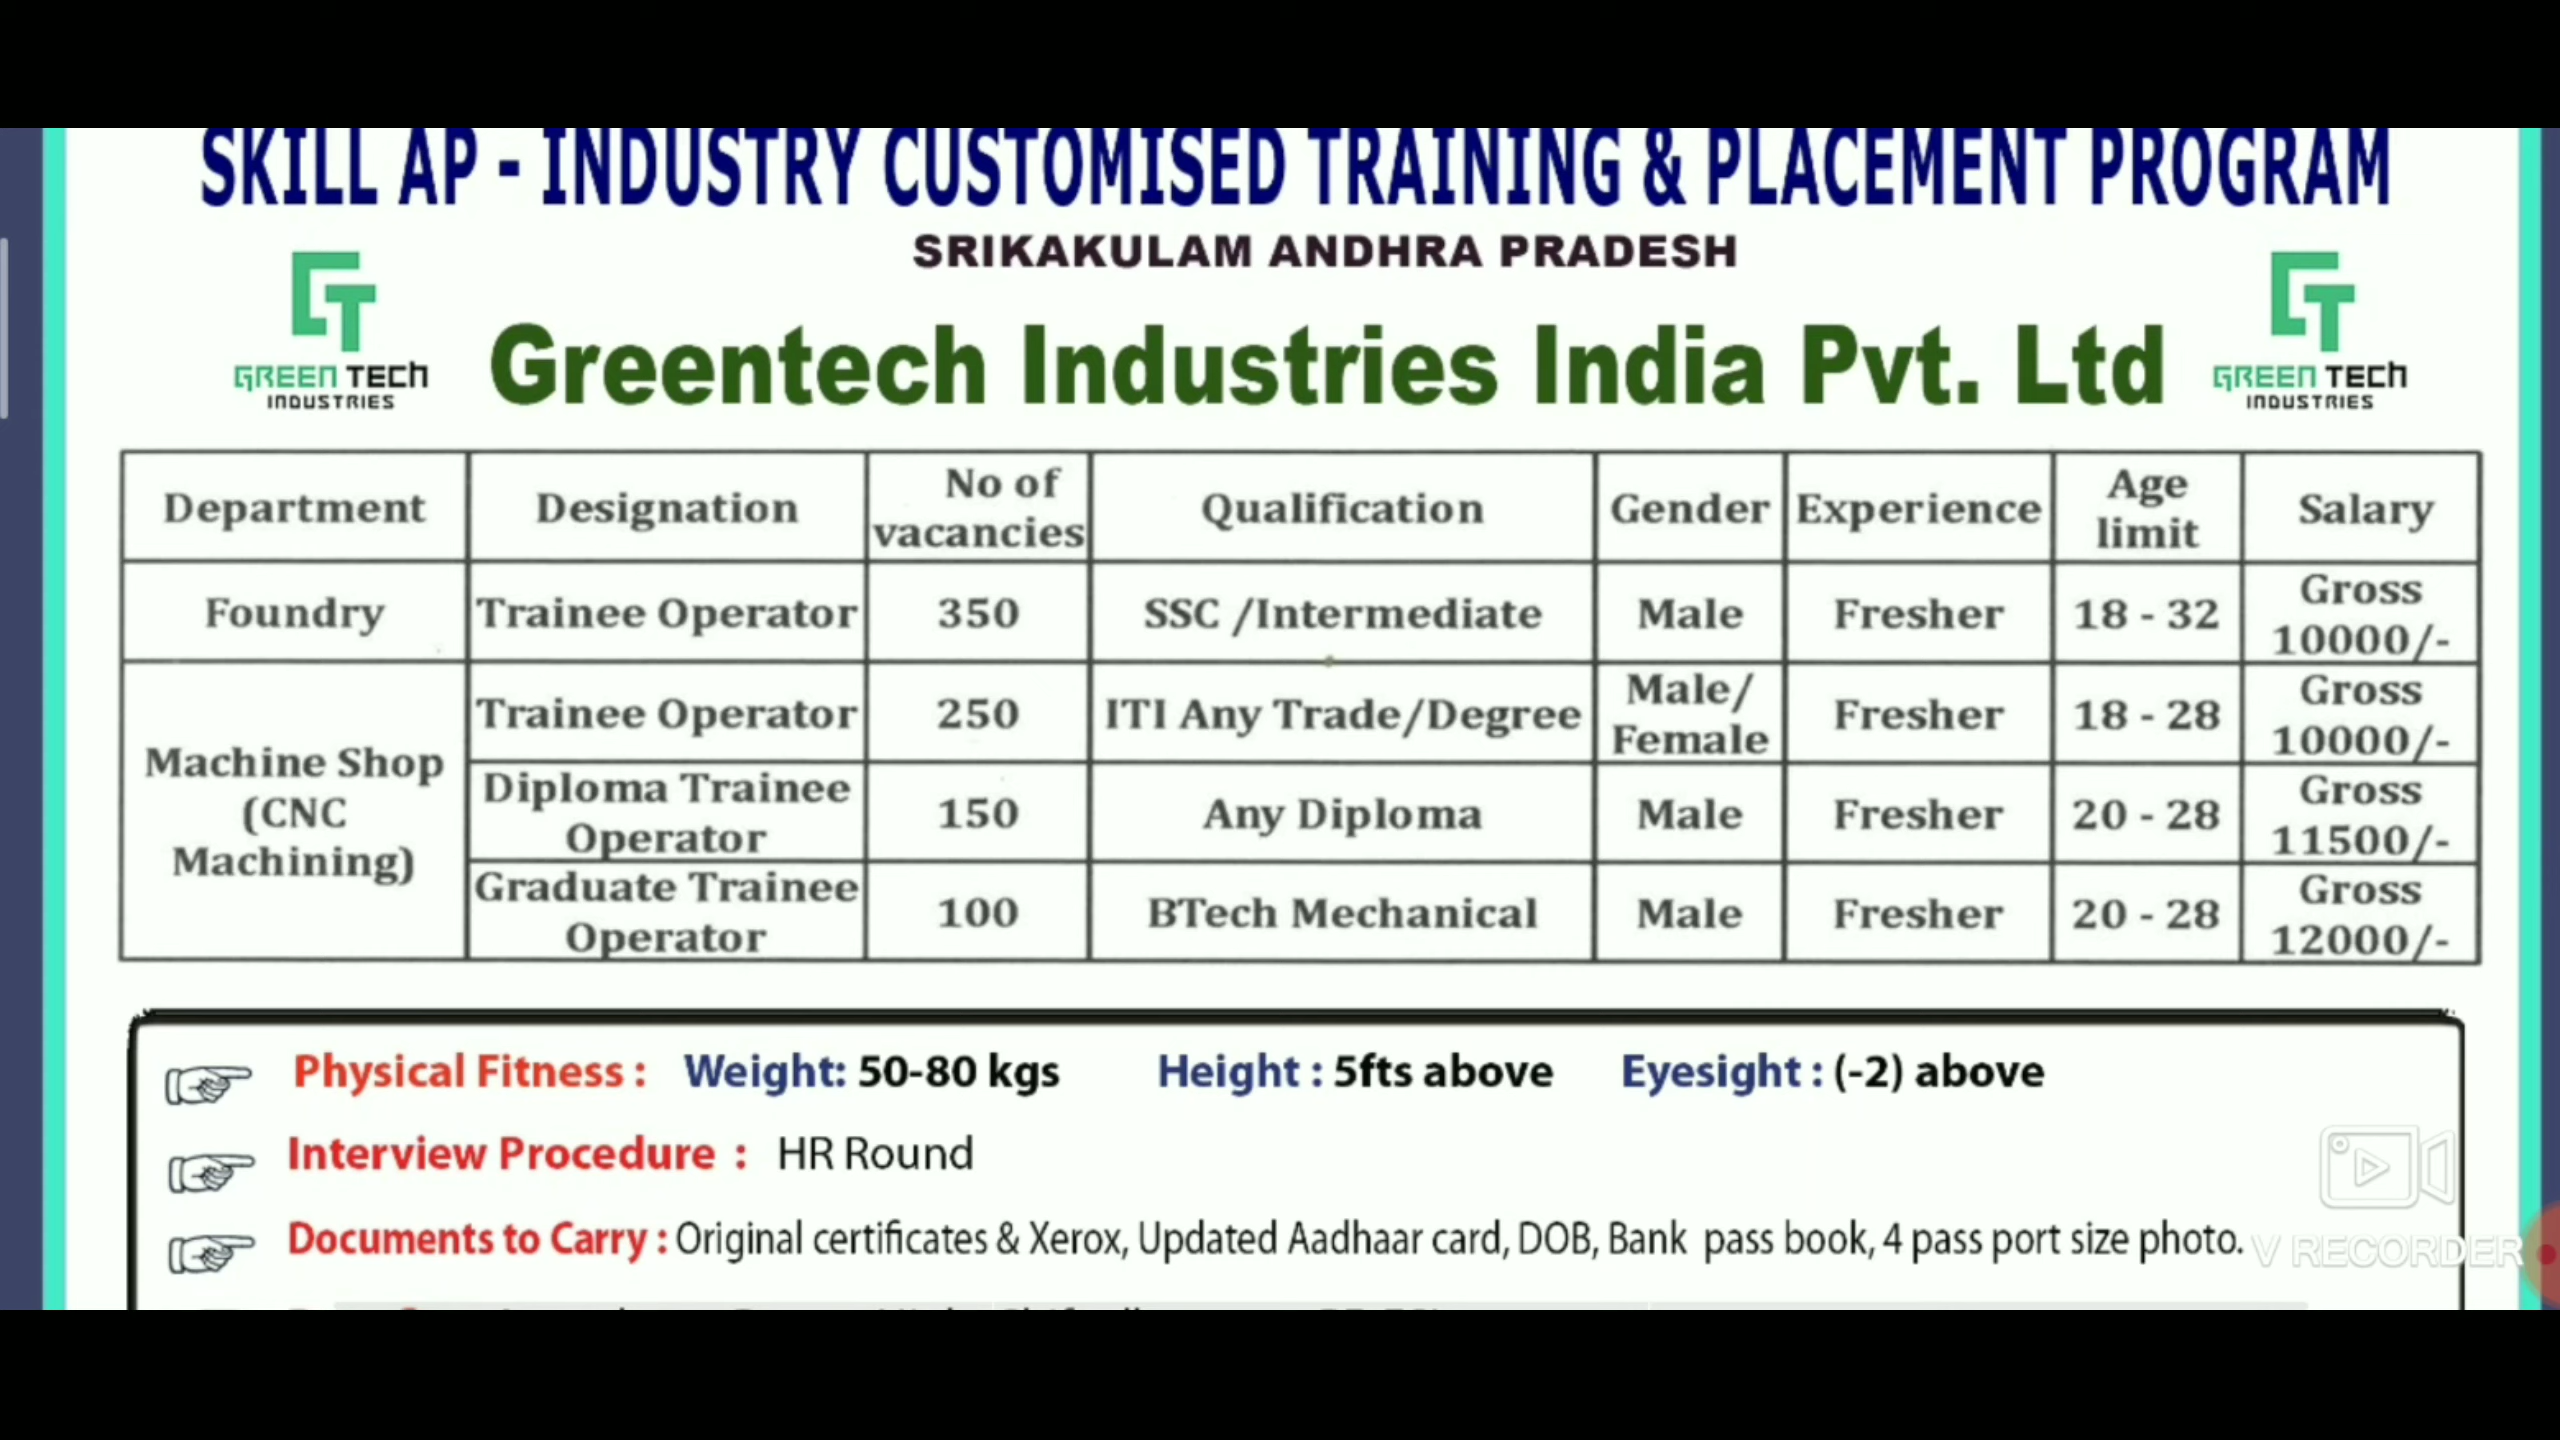 SKILL AP - INDUSTRY CUSTOMISED TRAINING & PLACEMENT PROGRAM
SRIKAKULAM ANDHRA PRADESH
GT
GREEN TECH
INDUSTRIES
Greentech Industries India Pvt. Ltd
GT
GREEN TECH
INDUSTRIES
Department Designation No of vacancies Qualification Gender Experience Age limit Salary
Foundry Trainee Operator 350 SSC /Intermediate Male Fresher 18 - 32 Gross 10000/-
Machine Shop (CNC Machining) Trainee Operator 250 ITI Any Trade/Degree Male/ Female Fresher 18 - 28 Gross 10000/-
Diploma Trainee Operator 150 Any Diploma Male Fresher 20 - 28 Gross 11500/-
Graduate Trainee Operator 100 BTech Mechanical Male Fresher 20 - 28 Gross 12000/-
Physical Fitness : Weight: 50-80 kgs Height : 5fts above Eyesight : (-2) above
Interview Procedure : HR Round
Documents to Carry : Original certificates & Xerox, Updated Aadhaar card, DOB, Bank pass book, 4 pass port size photo.
V RECORDER